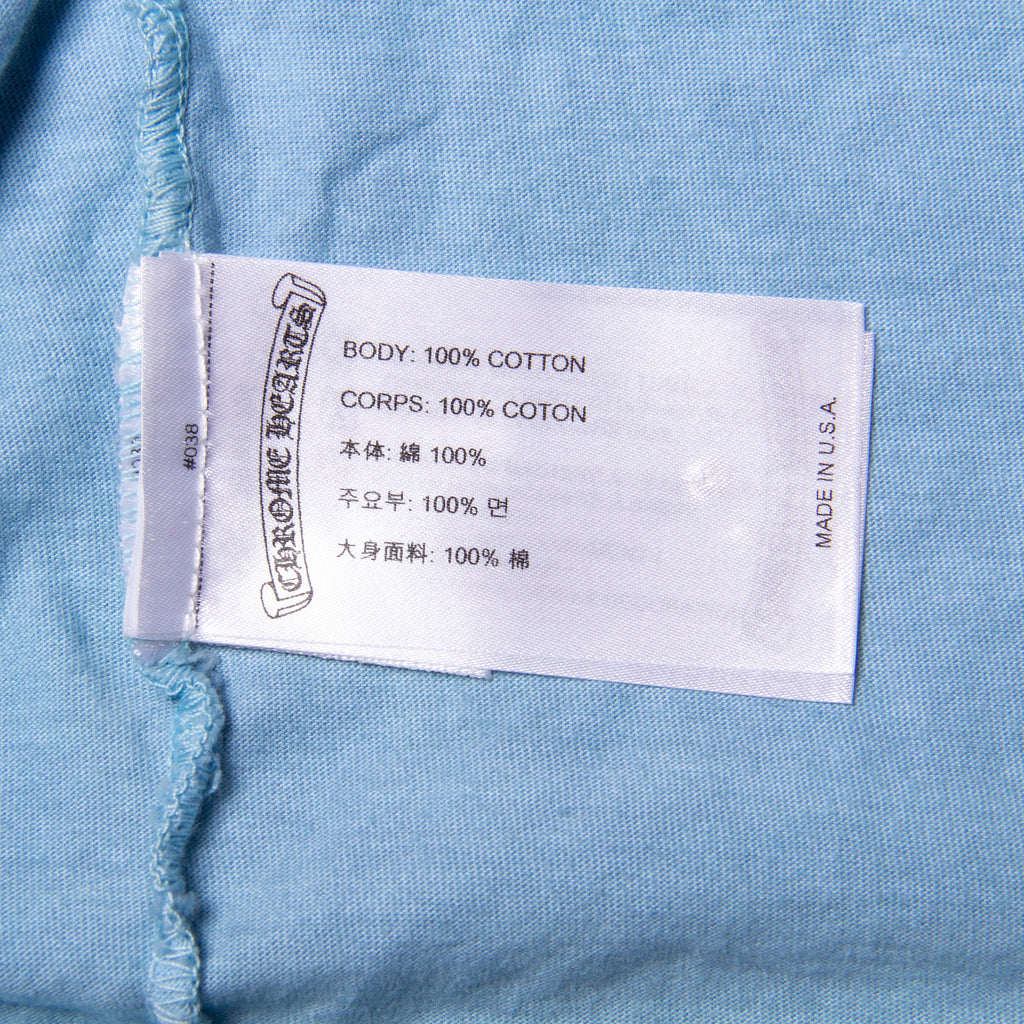 #038
CHROME HEARTS
BODY: 100% COTTON
CORPS: 100% COTON
本体: 綿 100%
주요부: 100% 면
大身面料: 100% 棉
MADE IN U.S.A.